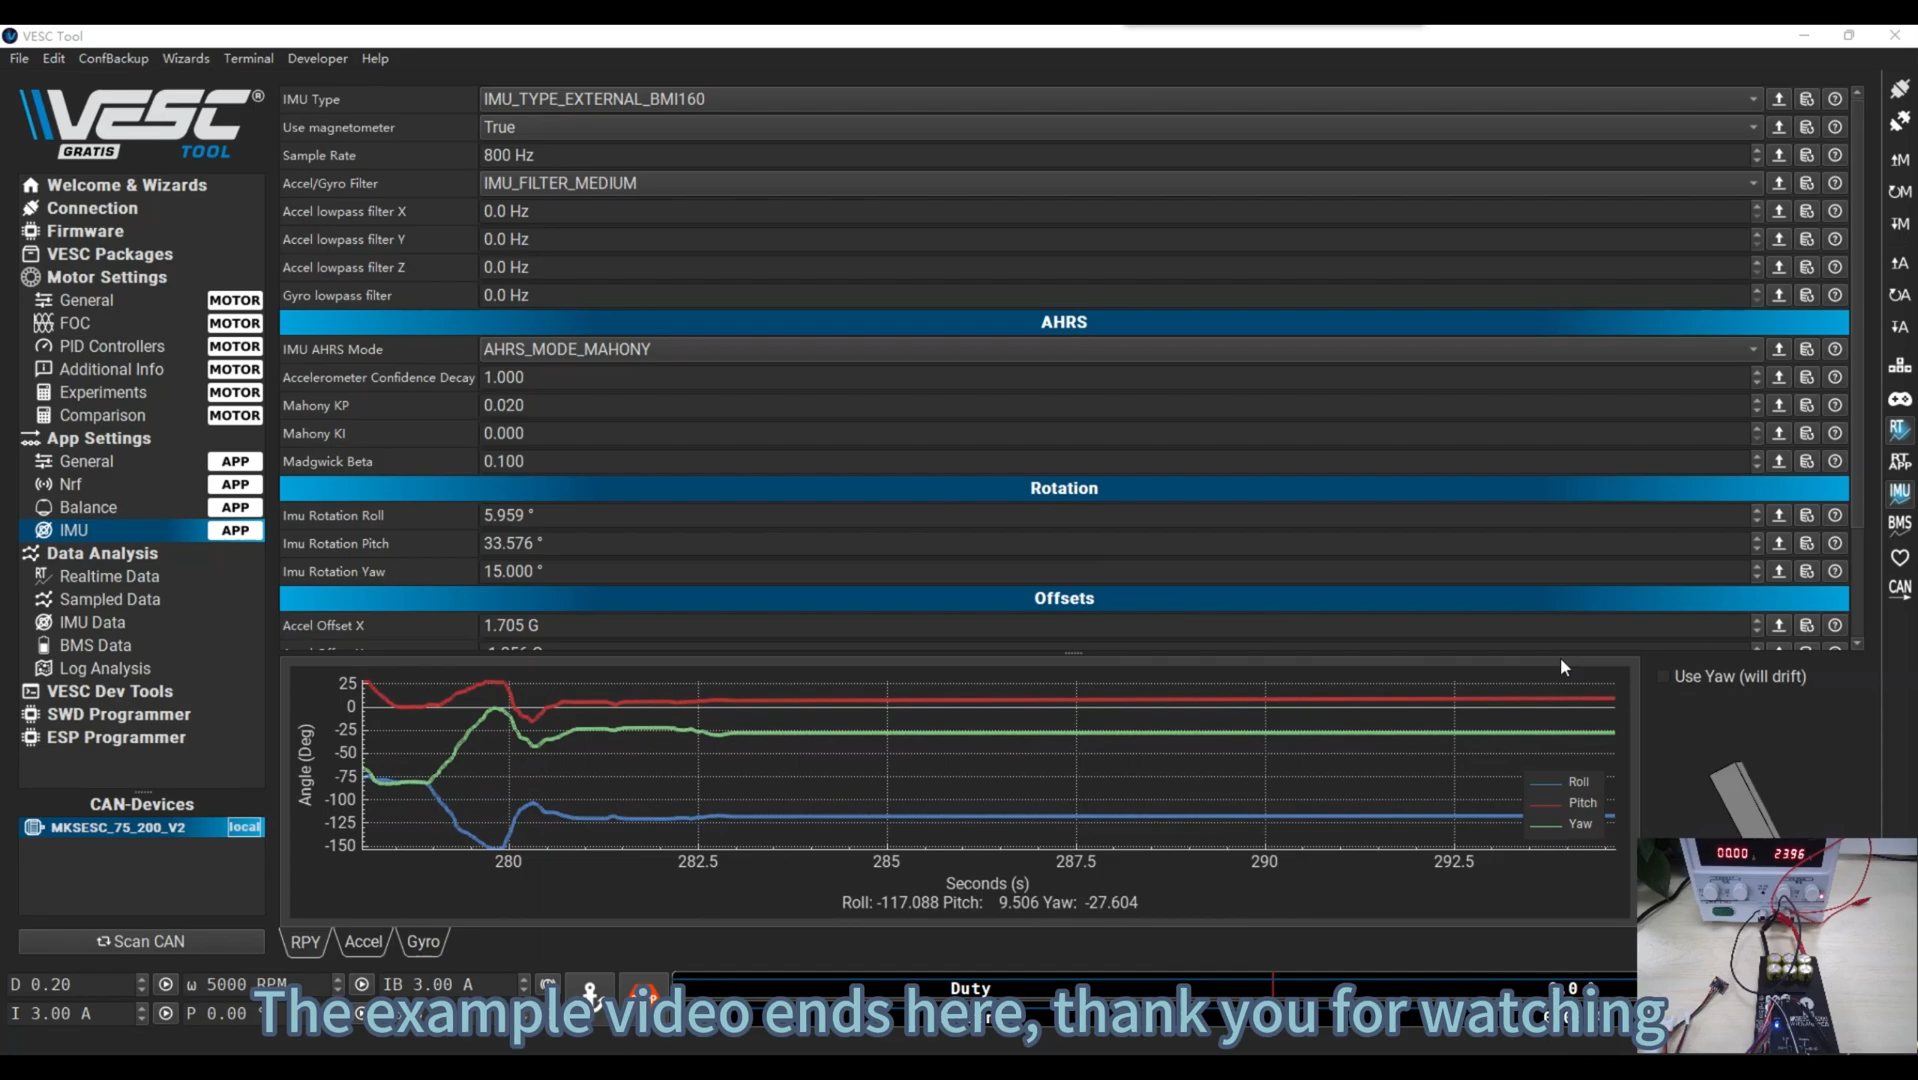 VESC Tool
File Edit ConfBackup Wizards Terminal Developer Help
VESC®
GRATIS TOOL
Welcome & Wizards
Connection
Firmware
VESC Packages
Motor Settings
General MOTOR
FOC MOTOR
PID Controllers MOTOR
Additional Info MOTOR
Experiments MOTOR
Comparison MOTOR
App Settings
General APP
Nrf APP
Balance APP
IMU APP
Data Analysis
Realtime Data
Sampled Data
IMU Data
BMS Data
Log Analysis
VESC Dev Tools
SWD Programmer
ESP Programmer
CAN-Devices
MKSESC_75_200_V2 local
Scan CAN
IMU Type IMU_TYPE_EXTERNAL_BMI160
Use magnetometer True
Sample Rate 800 Hz
Accel/Gyro Filter IMU_FILTER_MEDIUM
Accel lowpass filter X 0.0 Hz
Accel lowpass filter Y 0.0 Hz
Accel lowpass filter Z 0.0 Hz
Gyro lowpass filter 0.0 Hz
AHRS
IMU AHRS Mode AHRS_MODE_MAHONY
Accelerometer Confidence Decay 1.000
Mahony KP 0.020
Mahony KI 0.000
Madgwick Beta 0.100
Rotation
Imu Rotation Roll 5.959 °
Imu Rotation Pitch 33.576 °
Imu Rotation Yaw 15.000 °
Offsets
Accel Offset X 1.705 G
25
0
-25
-50
-75
-100
-125
-150
Angle (Deg)
280 282.5 285 287.5 290 292.5
Seconds (s)
Roll: -117.088 Pitch: 9.506 Yaw: -27.604
Roll
Pitch
Yaw
Use Yaw (will drift)
RPY Accel Gyro
M
M
M
A
A
A
RT
RT APP
IMU
BMS
CAN
00.00 2396
D 0.20 ω 5000 RPM IB 3.00 A
Duty
I 3.00 A P 0.00
The example video ends here, thank you for watching